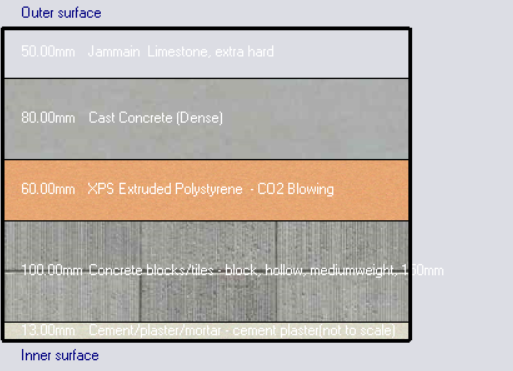 Outer surface
50.00mm Jammain Limestone, extra hard
80.00mm Cast Concrete (Dense)
60.00mm XPS Extruded Polystyrene - CO2 Blowing
100.00mm Concrete blocks/tiles - block, hollow, mediumweight, 150mm
13.00mm Cement/plaster/mortar - cement plaster(not to scale)
Inner surface